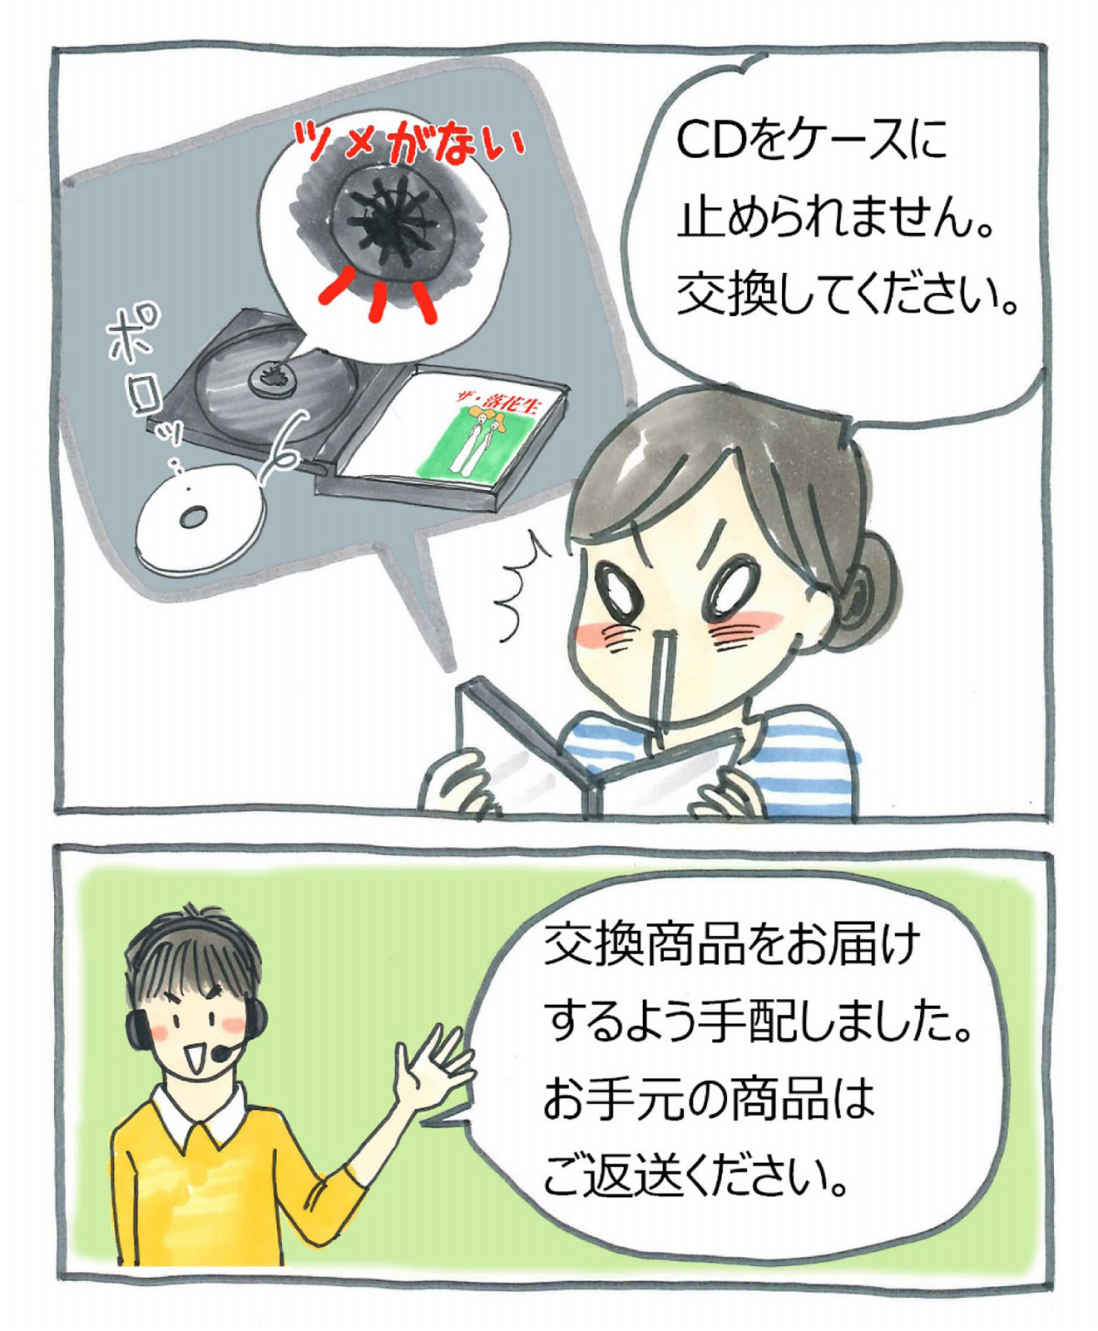 CDをケースに
止められません。
交換してください。
ツメがない
ポロッ
ザ・落花生
交換商品をお届け
するよう手配しました。
お手元の商品は
ご返送ください。